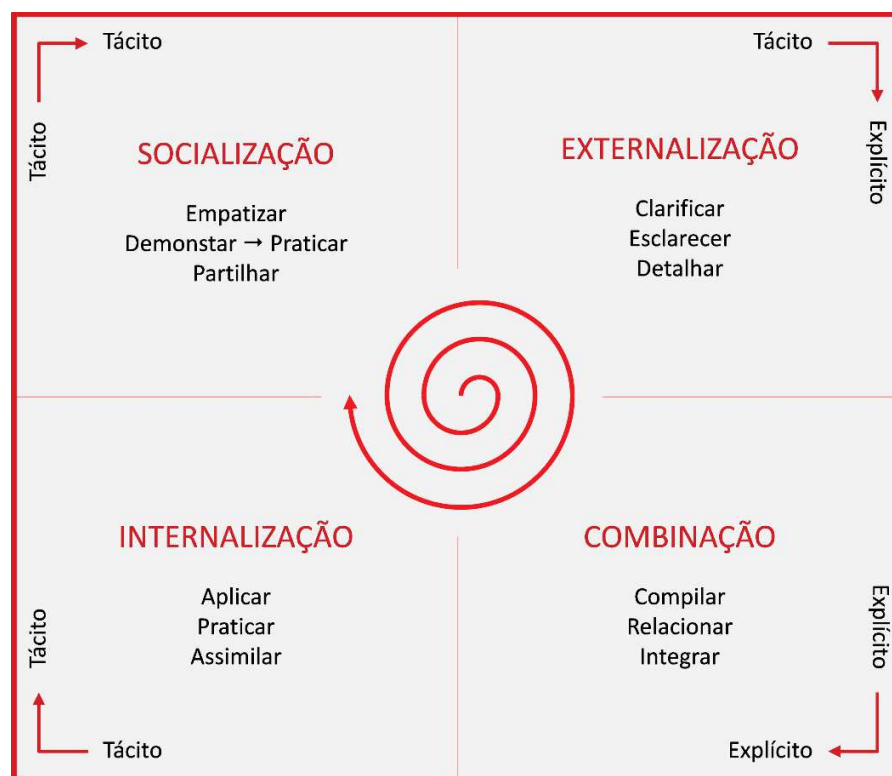 Tácito
Tácito
SOCIALIZAÇÃO
Empatizar
Demonstar → Praticar
Partilhar
Tácito
Explícito
EXTERNALIZAÇÃO
Clarificar
Esclarecer
Detalhar
INTERNALIZAÇÃO
Aplicar
Praticar
Assimilar
Tácito
Tácito
COMBINAÇÃO
Compilar
Relacionar
Integrar
Explícito
Explícito